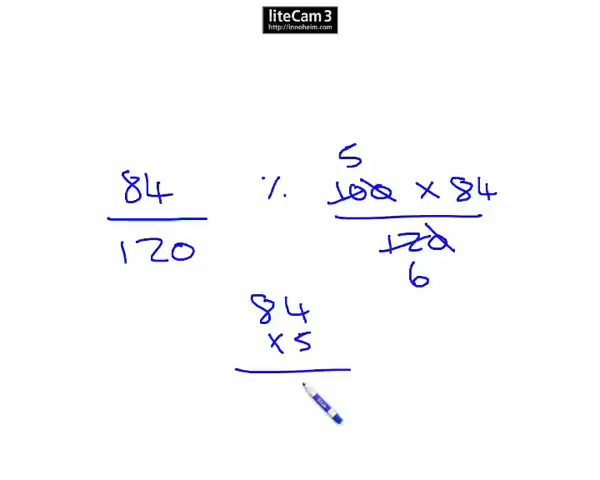 liteCam 3
http://innoheim.com
5
84 % 100 × 84
120 120
6
84
× 5